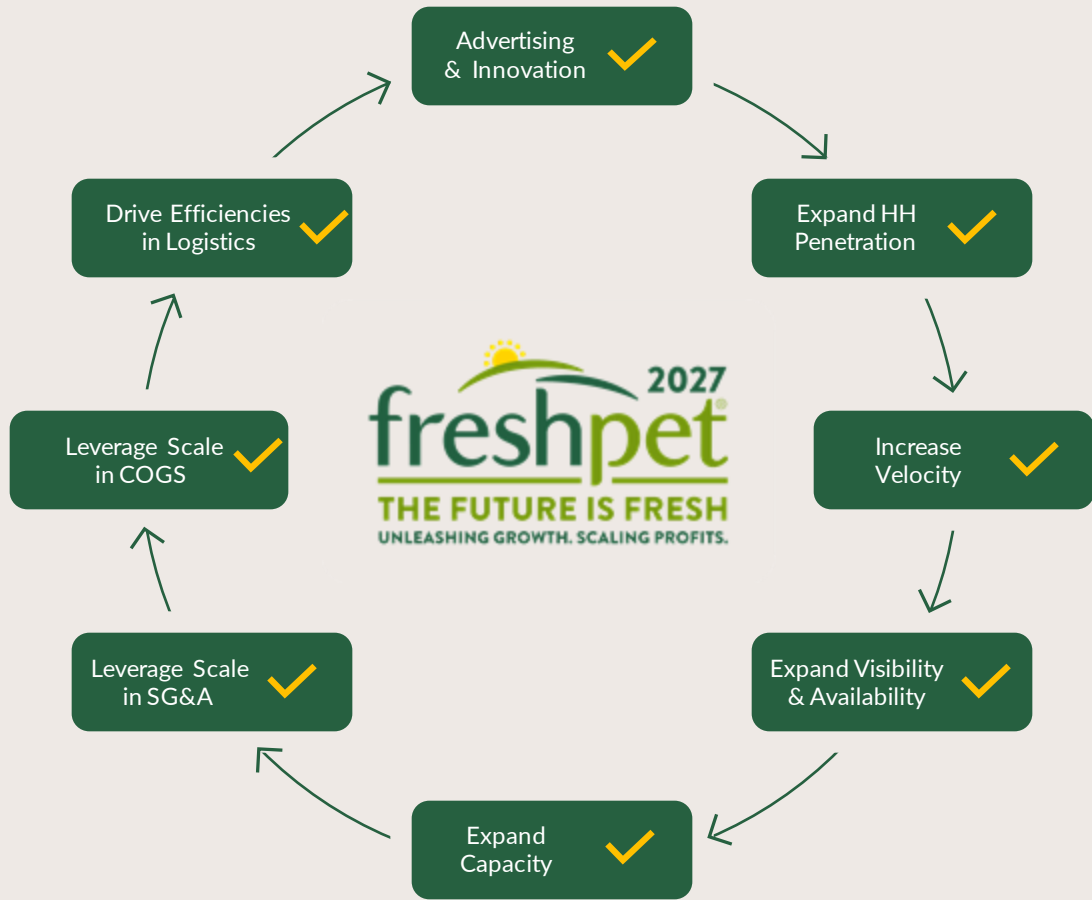 Advertising
& Innovation
Drive Efficiencies
in Logistics
Expand HH
Penetration
2027
freshpet®
THE FUTURE IS FRESH
UNLEASHING GROWTH. SCALING PROFITS.
Leverage Scale
in COGS
Increase
Velocity
Leverage Scale
in SG&A
Expand Visibility
& Availability
Expand
Capacity